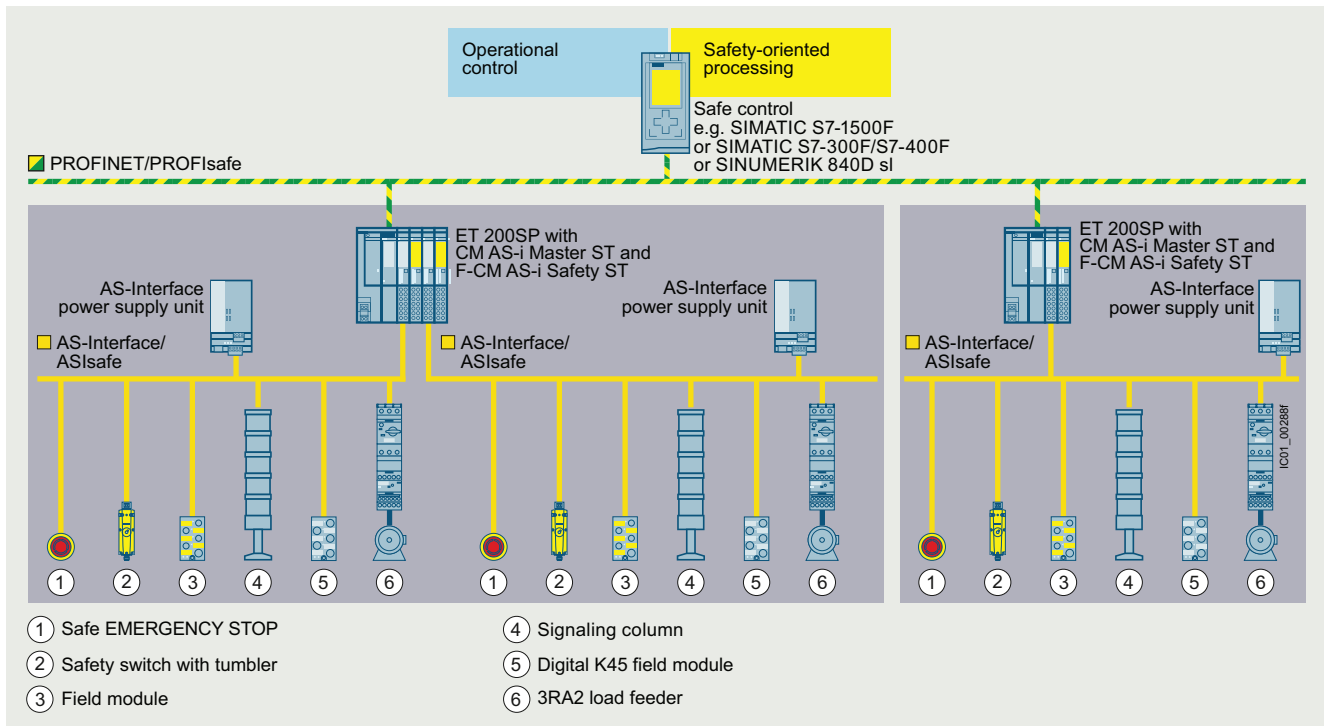 Operational
control
Safety-oriented
processing
Safe control
e.g. SIMATIC S7-1500F
or SIMATIC S7-300F/S7-400F
or SINUMERIK 840D sl
PROFINET/PROFIsafe
ET 200SP with
CM AS-i Master ST and
F-CM AS-i Safety ST
AS-Interface
power supply unit
AS-Interface/
ASIsafe
AS-Interface
power supply unit
AS-Interface/
ASIsafe
ET 200SP with
CM AS-i Master ST and
F-CM AS-i Safety ST
AS-Interface
power supply unit
AS-Interface/
ASIsafe
IC01_00288f
1 2 3 4 5 6 1 2 3 4 5 6 1 2 3 4 5 6
1 Safe EMERGENCY STOP
2 Safety switch with tumbler
3 Field module
4 Signaling column
5 Digital K45 field module
6 3RA2 load feeder